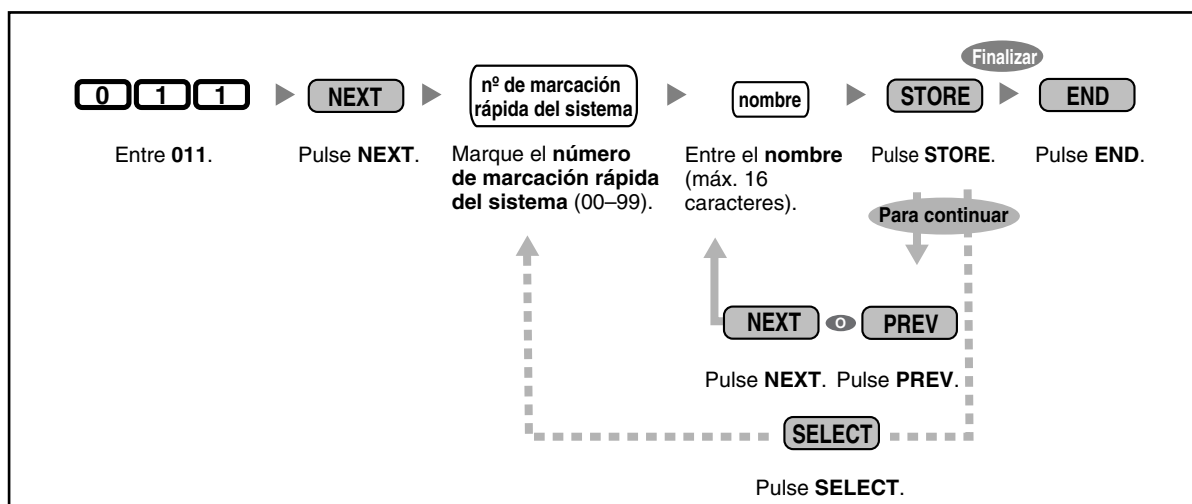 Finalizar
0 1 1
NEXT
nº de marcación
rápida del sistema
nombre
STORE
END
Entre 011.
Pulse NEXT.
Marque el número
de marcación rápida
del sistema (00–99).
Entre el nombre
(máx. 16
caracteres).
Pulse STORE.
Pulse END.
Para continuar
NEXT o PREV
Pulse NEXT. Pulse PREV.
SELECT
Pulse SELECT.